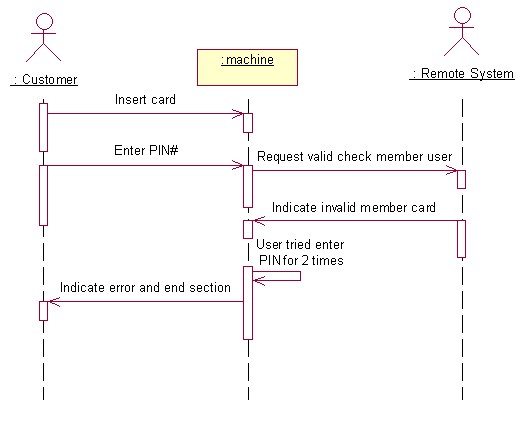 : Customer
: machine
: Remote System
Insert card
Enter PIN#
Request valid check member user
Indicate invalid member card
User tried enter
PIN for 2 times
Indicate error and end section